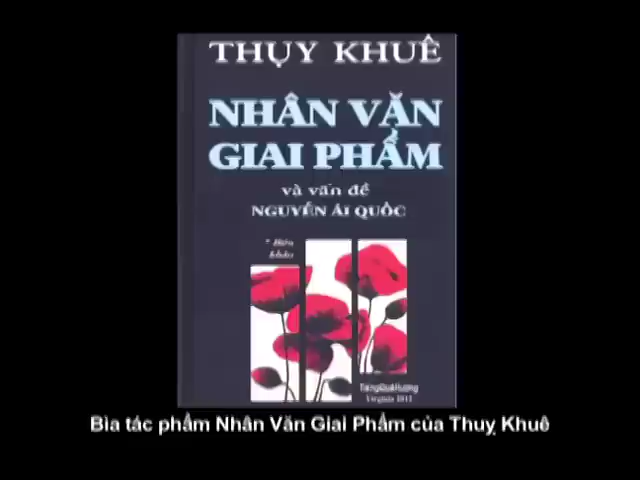 THỤY KHUÊ
NHÂN VĂN
GIAI PHẨM
và vấn đề
NGUYỄN ÁI QUỐC
Biên
khảo
TiếngQuêHương
Virginia
Bìa tác phẩm Nhân Văn Giai Phẩm của Thuỵ Khuê